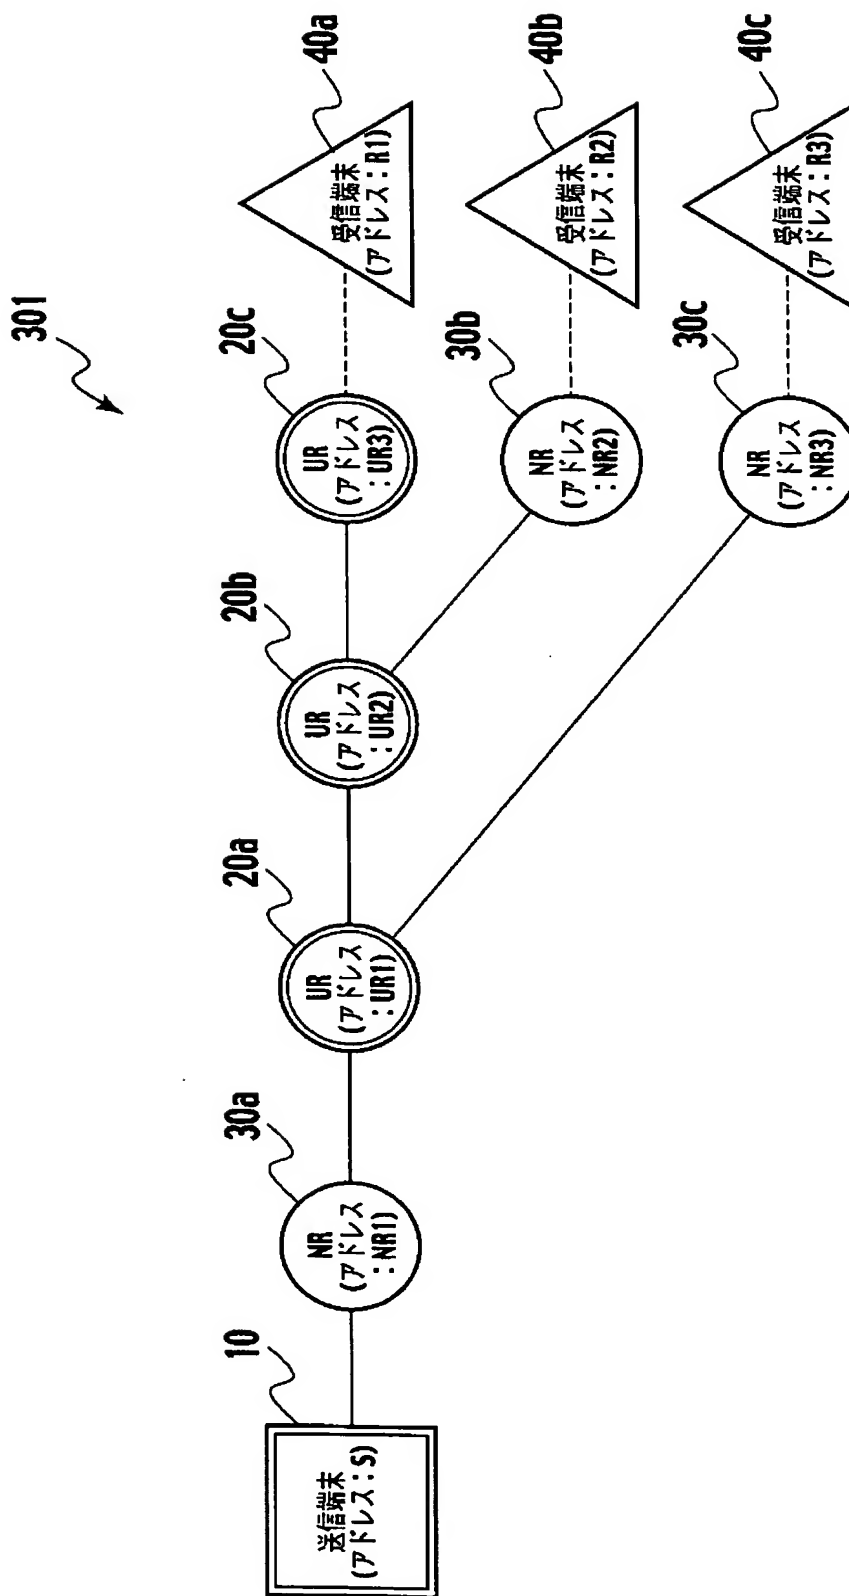 301
10
送信端末
(アドレス：S)
30a
NR
(アドレス
：NR1)
20a
UR
(アドレス
：UR1)
20b
UR
(アドレス
：UR2)
20c
UR
(アドレス
：UR3)
40a
受信端末
(アドレス：R1)
30b
NR
(アドレス
：NR2)
40b
受信端末
(アドレス：R2)
30c
NR
(アドレス
：NR3)
40c
受信端末
(アドレス：R3)